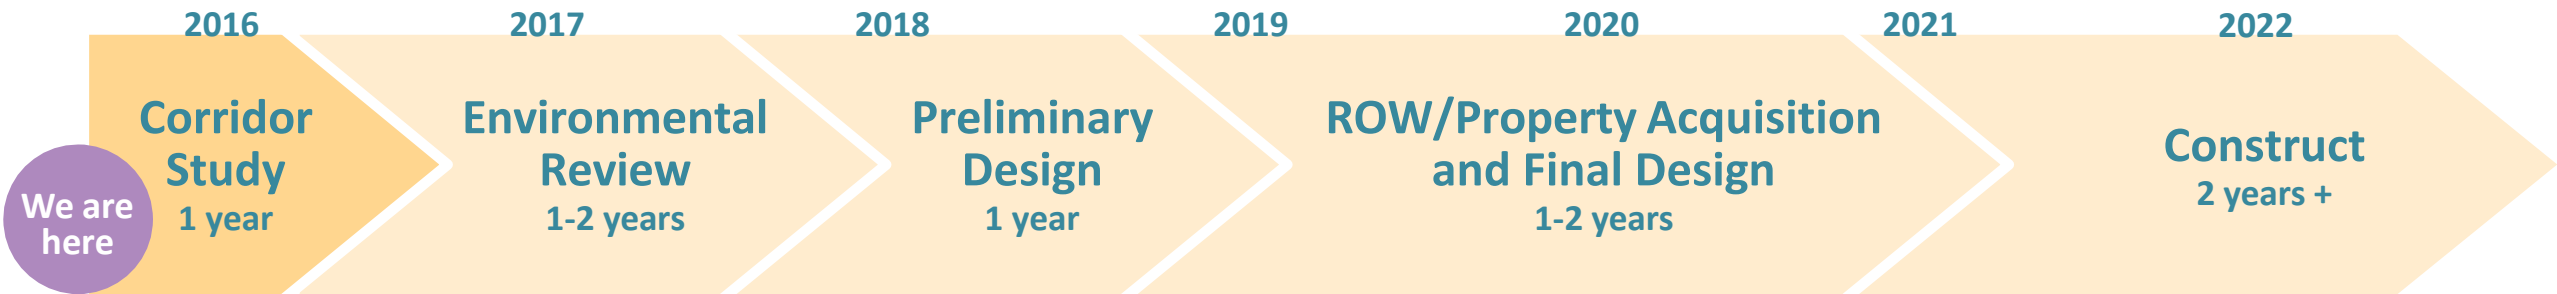 2016 2017 2018 2019 2020 2021 2022
Corridor
Study
1 year
We are
here
Environmental
Review
1-2 years
Preliminary
Design
1 year
ROW/Property Acquisition
and Final Design
1-2 years
Construct
2 years +